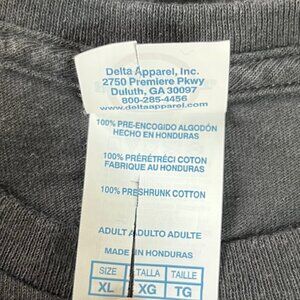 Delta Apparel, Inc.
2750 Premiere Pkwy
Duluth, GA 30097
800-285-4456
www.deltaapparel.com
100% PRE-ENCOGIDO ALGODÓN
HECHO EN HONDURAS
100% PRÉRÉTRÉCI COTON
FABRIQUE AU HONDURAS
100% PRESHRUNK COTTON
ADULT ADULTO ADULTE
MADE IN HONDURAS
SIZE TALLA TAILLE
XL XG TG